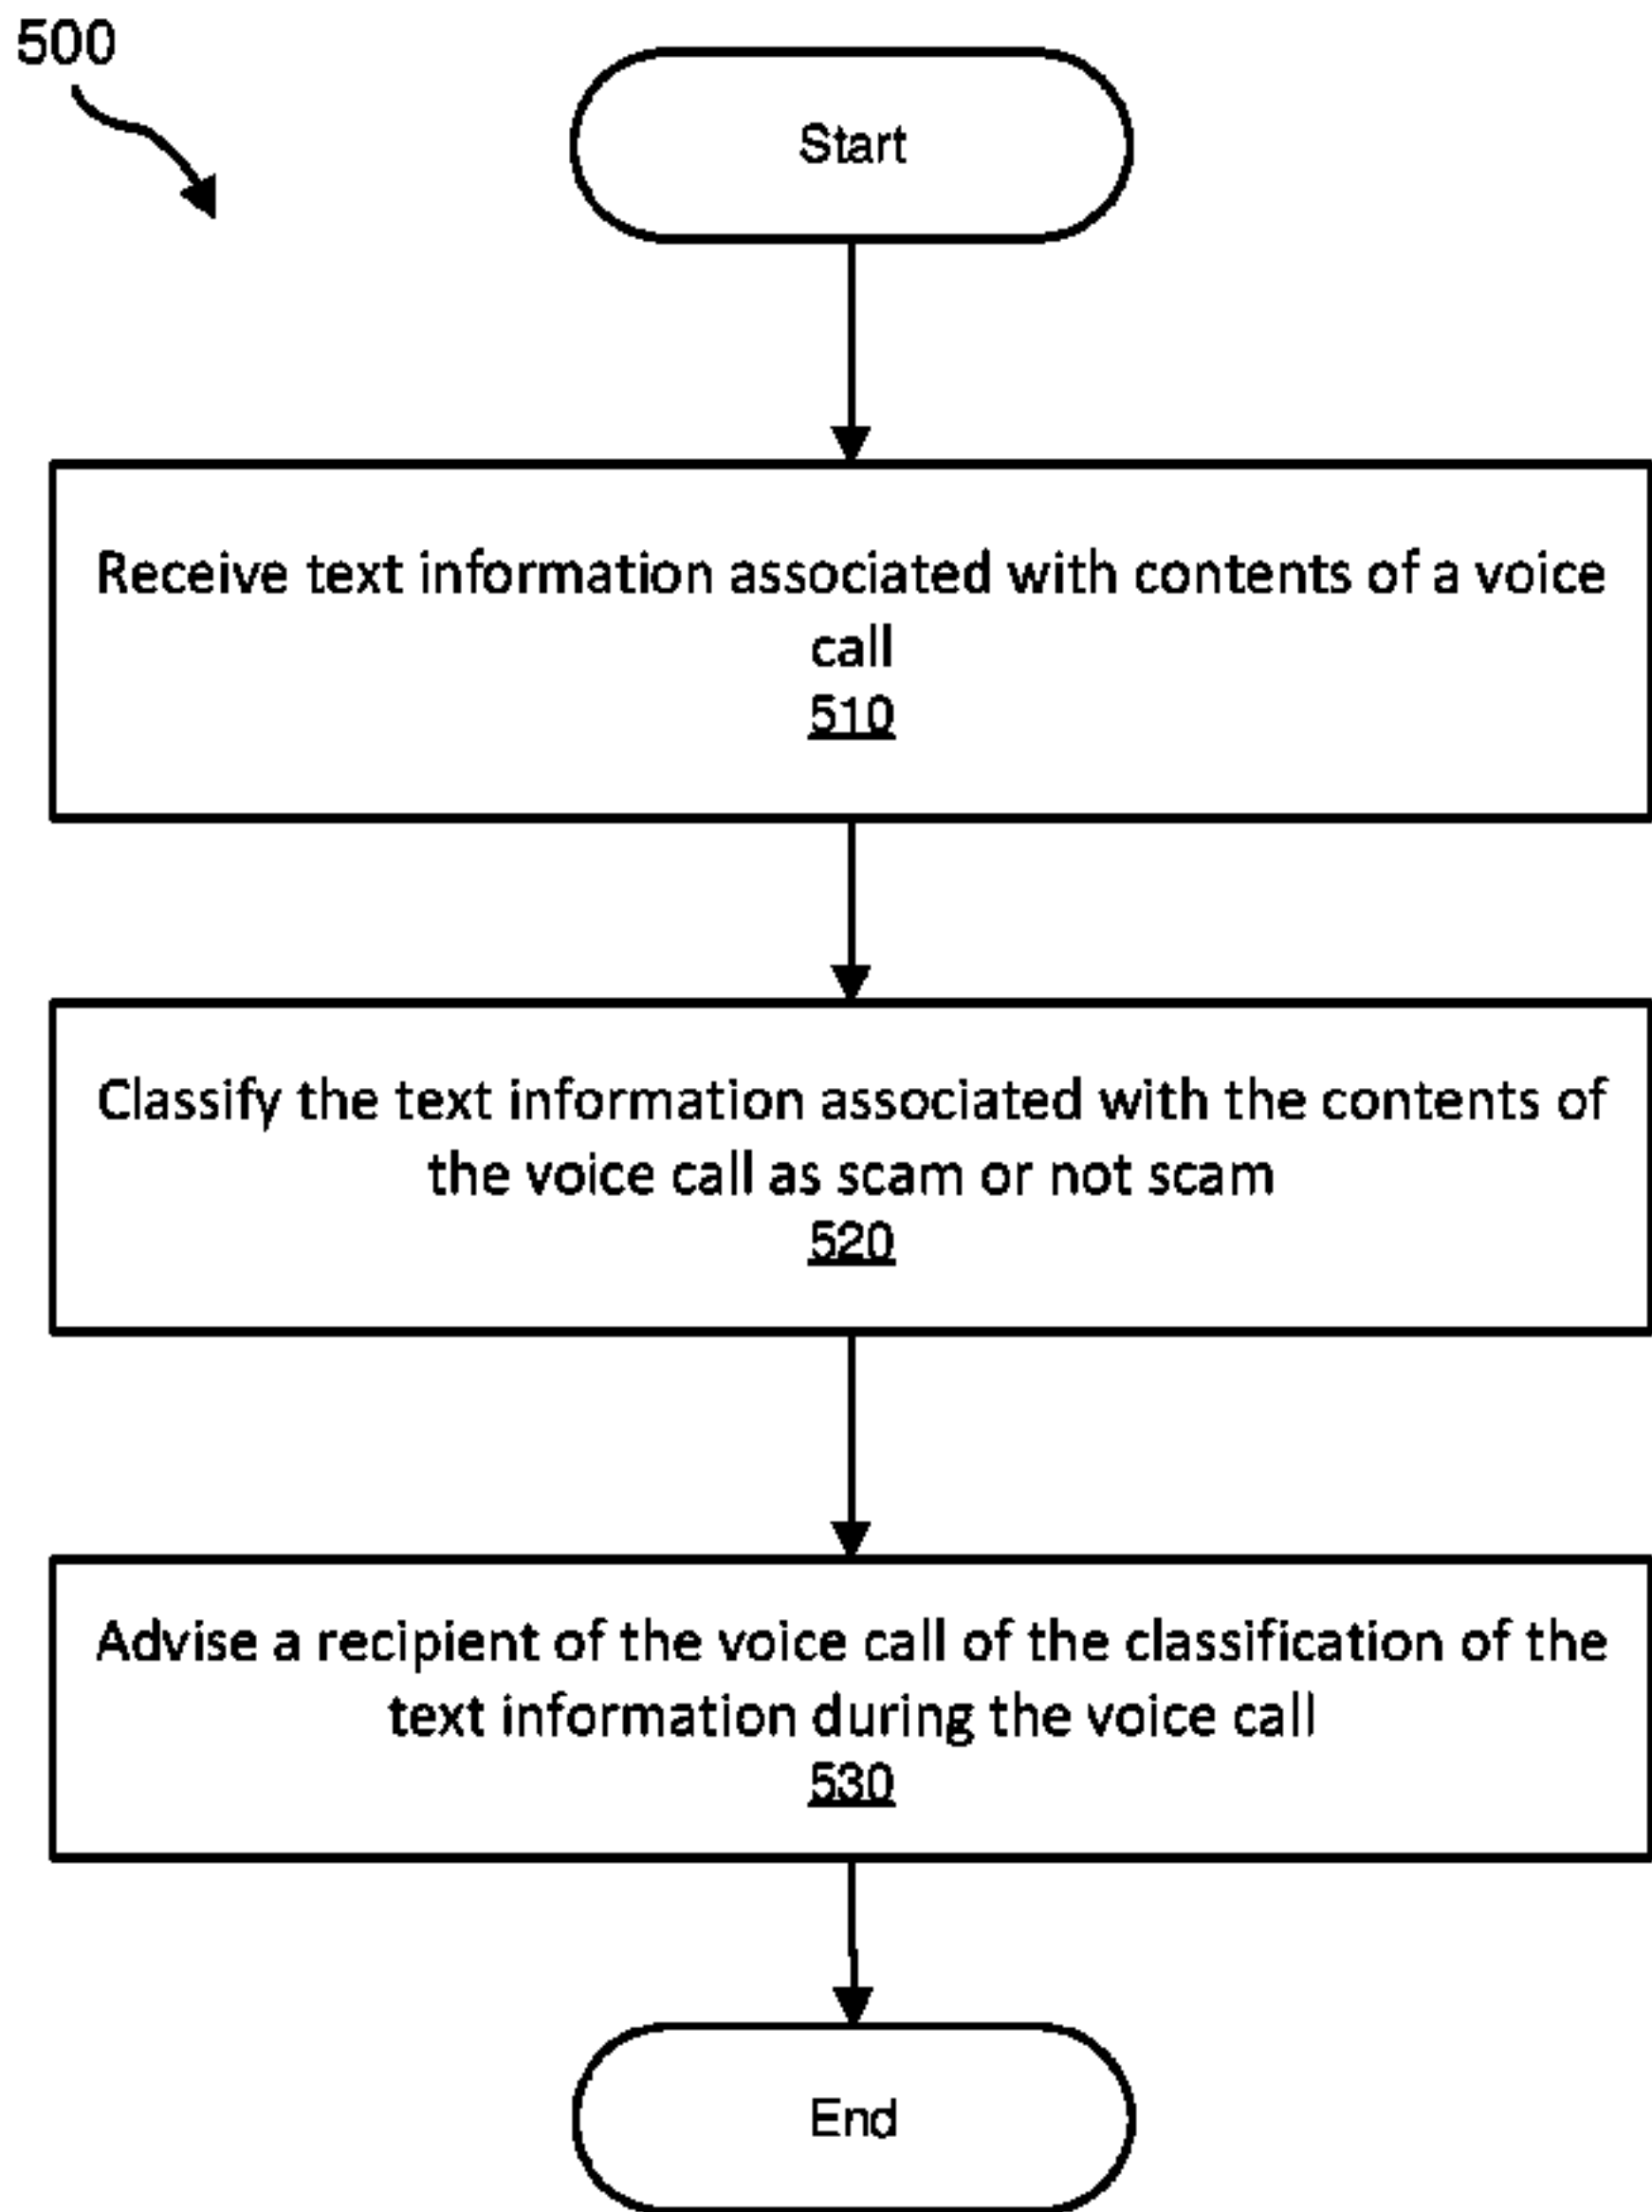 500
Start
Receive text information associated with contents of a voice
call
510
Classify the text information associated with the contents of
the voice call as scam or not scam
520
Advise a recipient of the voice call of the classification of the
text information during the voice call
530
End